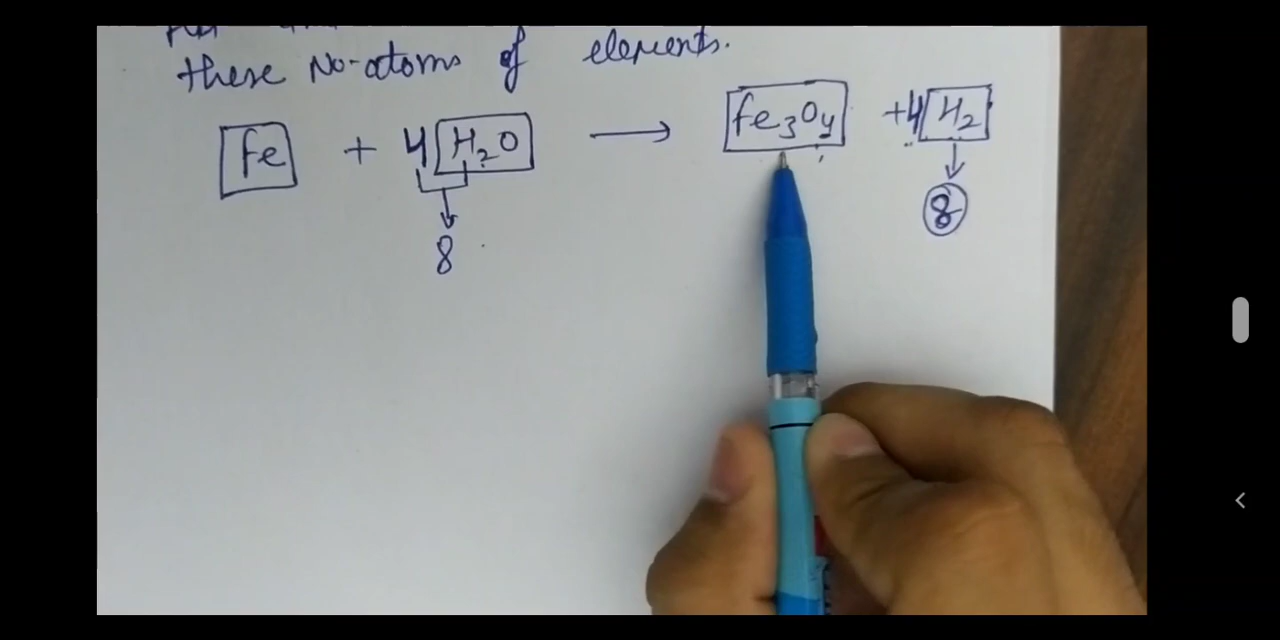 these No-atoms of elements.
Fe + 4 H₂O ⟶ Fe₃O₄ + 4 H₂
8 8